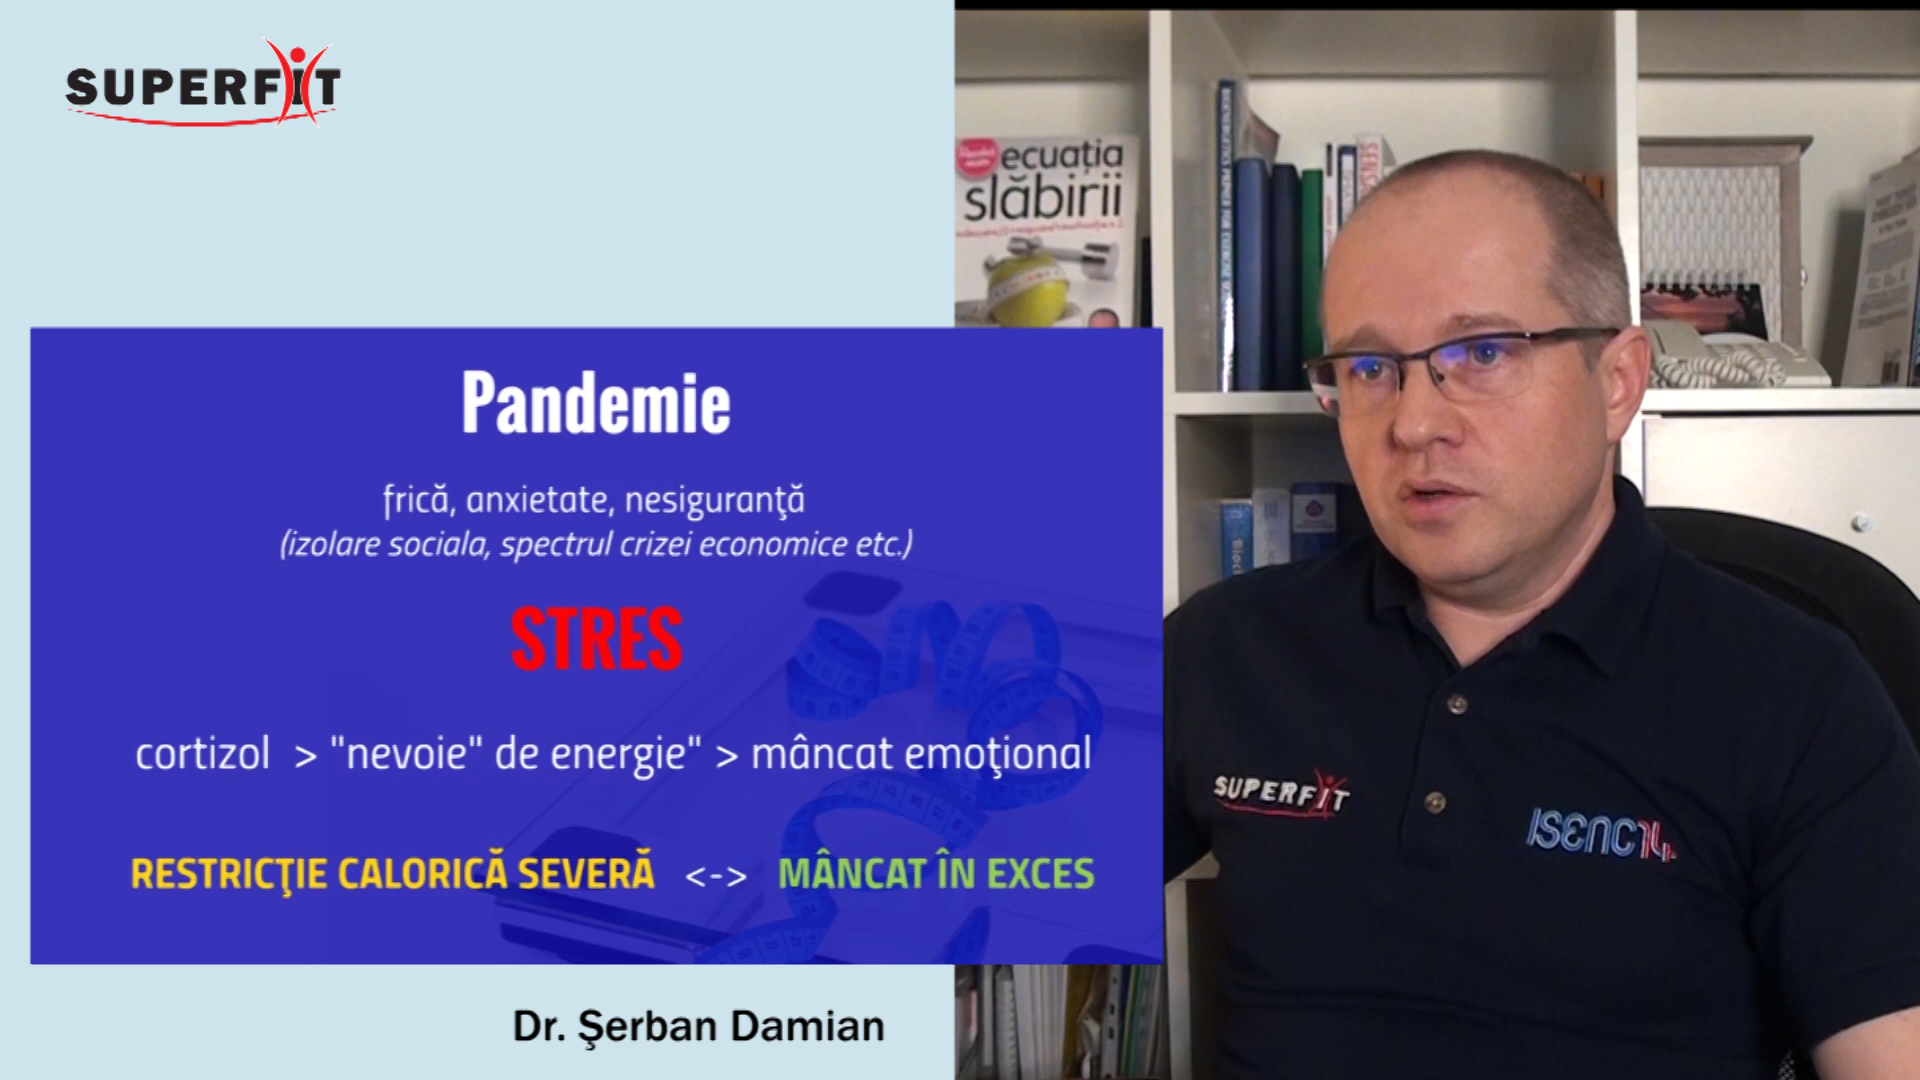 SUPERFIT
Pandemie
frică, anxietate, nesiguranţă
(izolare sociala, spectrul crizei economice etc.)
STRES
cortizol > "nevoie" de energie" > mâncat emoţional
RESTRICŢIE CALORICĂ SEVERĂ <-> MÂNCAT ÎN EXCES
Dr. Şerban Damian
ecuația
slăbirii
SUPERFIT
ISENC14